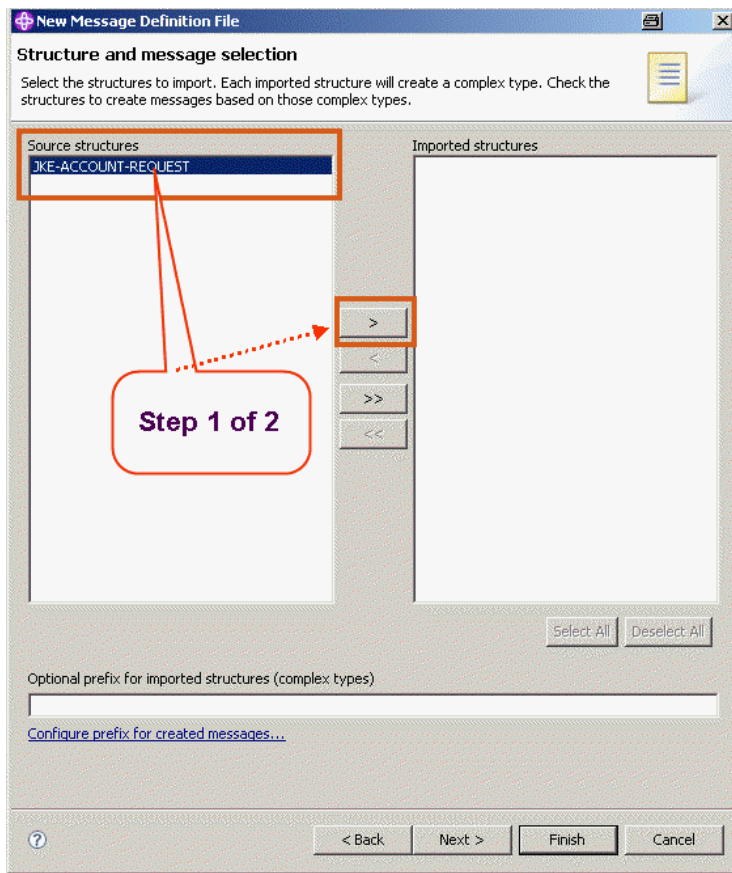 New Message Definition File
Structure and message selection
Select the structures to import. Each imported structure will create a complex type. Check the
structures to create messages based on those complex types.
Source structures
Imported structures
JKE-ACCOUNT-REQUEST
>
<
>>
<<
Step 1 of 2
Select All
Deselect All
Optional prefix for imported structures (complex types)
Configure prefix for created messages...
?
< Back
Next >
Finish
Cancel